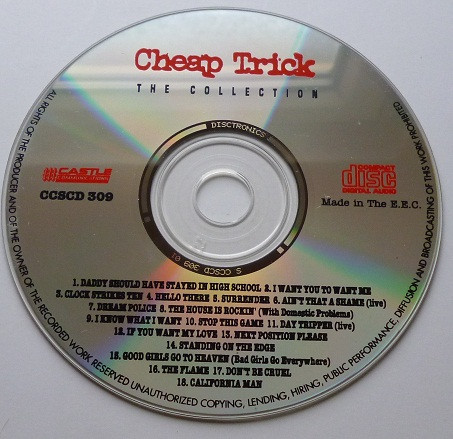 Cheap Trick
THE COLLECTION
DISCTRONICS
CASTLE
CCSCD 309
COMPACT
disc
DIGITAL AUDIO
Made in The E.E.C.
S CCSCD 309 01
1. DADDY SHOULD HAVE STAYED IN HIGH SCHOOL 2. I WANT YOU TO WANT ME
3. CLOCK STRIKES TEN 4. HELLO THERE 5. SURRENDER 6. AIN'T THAT A SHAME (live)
7. DREAM POLICE 8. THE HOUSE IS ROCKIN' (With Domestic Problems)
9. I KNOW WHAT I WANT 10. STOP THIS GAME 11. DAY TRIPPER (live)
12. IF YOU WANT MY LOVE 13. NEXT POSITION PLEASE
14. STANDING ON THE EDGE
15. GOOD GIRLS GO TO HEAVEN (Bad Girls Go Everywhere)
16. THE FLAME 17. DON'T BE CRUEL
18. CALIFORNIA MAN
ALL RIGHTS OF THE PRODUCER AND OF THE OWNER OF THE RECORDED WORK RESERVED UNAUTHORIZED COPYING, LENDING, HIRING, PUBLIC PERFORMANCE, DIFFUSION AND BROADCASTING OF THIS WORK PROHIBITED